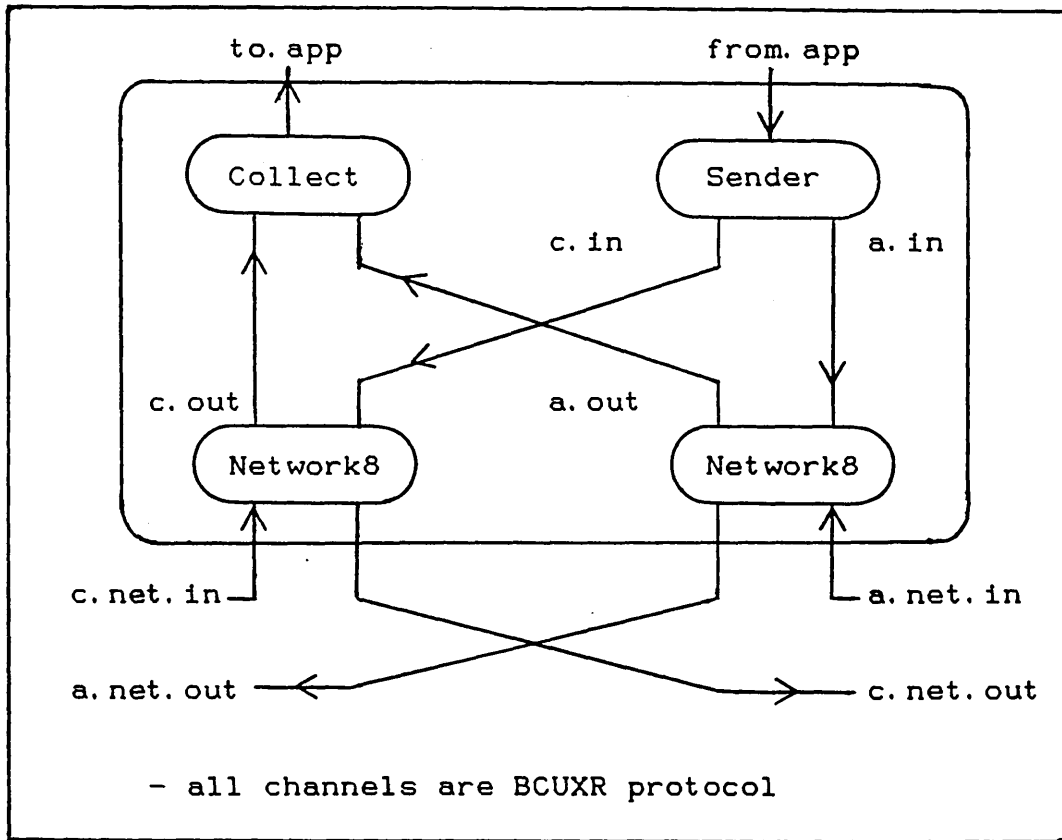 to. app from. app
Collect Sender
c. in a. in
c. out a. out
Network8 Network8
c. net. in a. net. in
a. net. out c. net. out
- all channels are BCUXR protocol